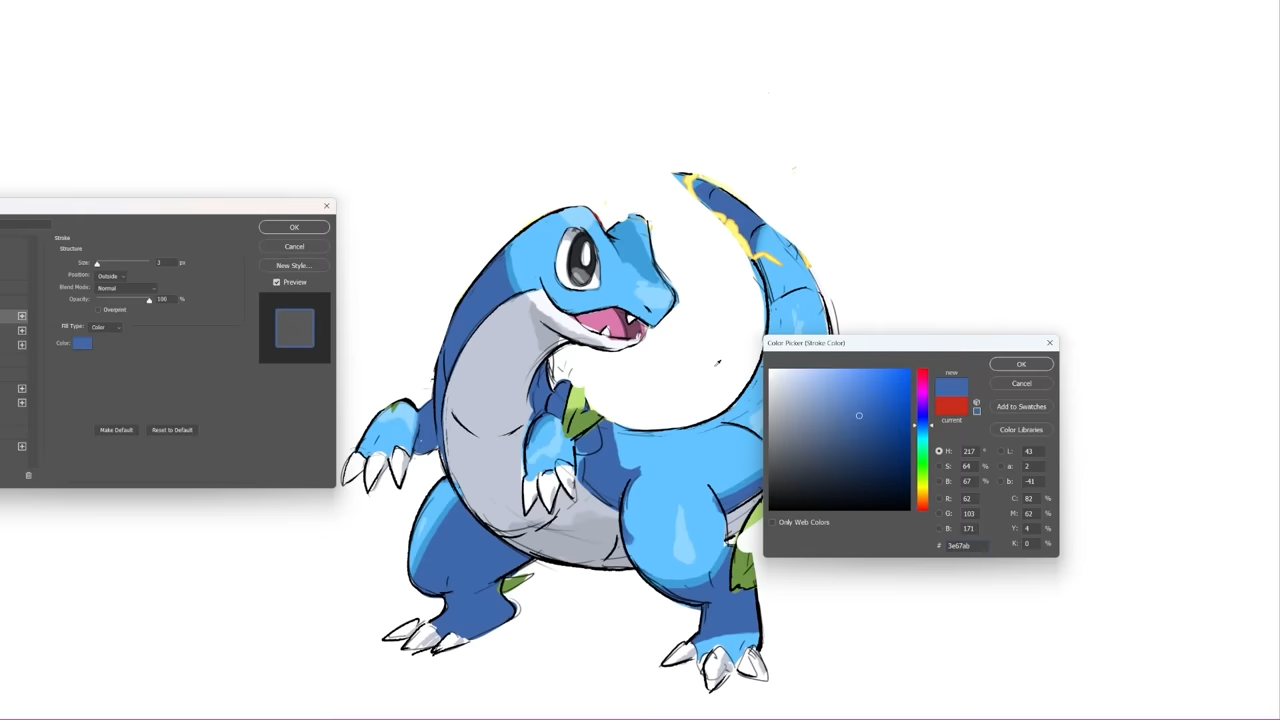 Stroke
Structure
Size: 3 px
Position: Outside
Blend Mode: Normal
Opacity: 100 %
Overprint
Fill Type: Color
Color:
Make Default
Reset to Default
OK
Cancel
New Style...
Preview
Color Picker (Stroke Color)
new
current
OK
Cancel
Add to Swatches
Color Libraries
Only Web Colors
H: 217 °
S: 64 %
B: 67 %
R: 62
G: 103
B: 171
# 3e67ab
L: 43
a: 2
b: -41
C: 82 %
M: 62 %
Y: 4 %
K: 0 %